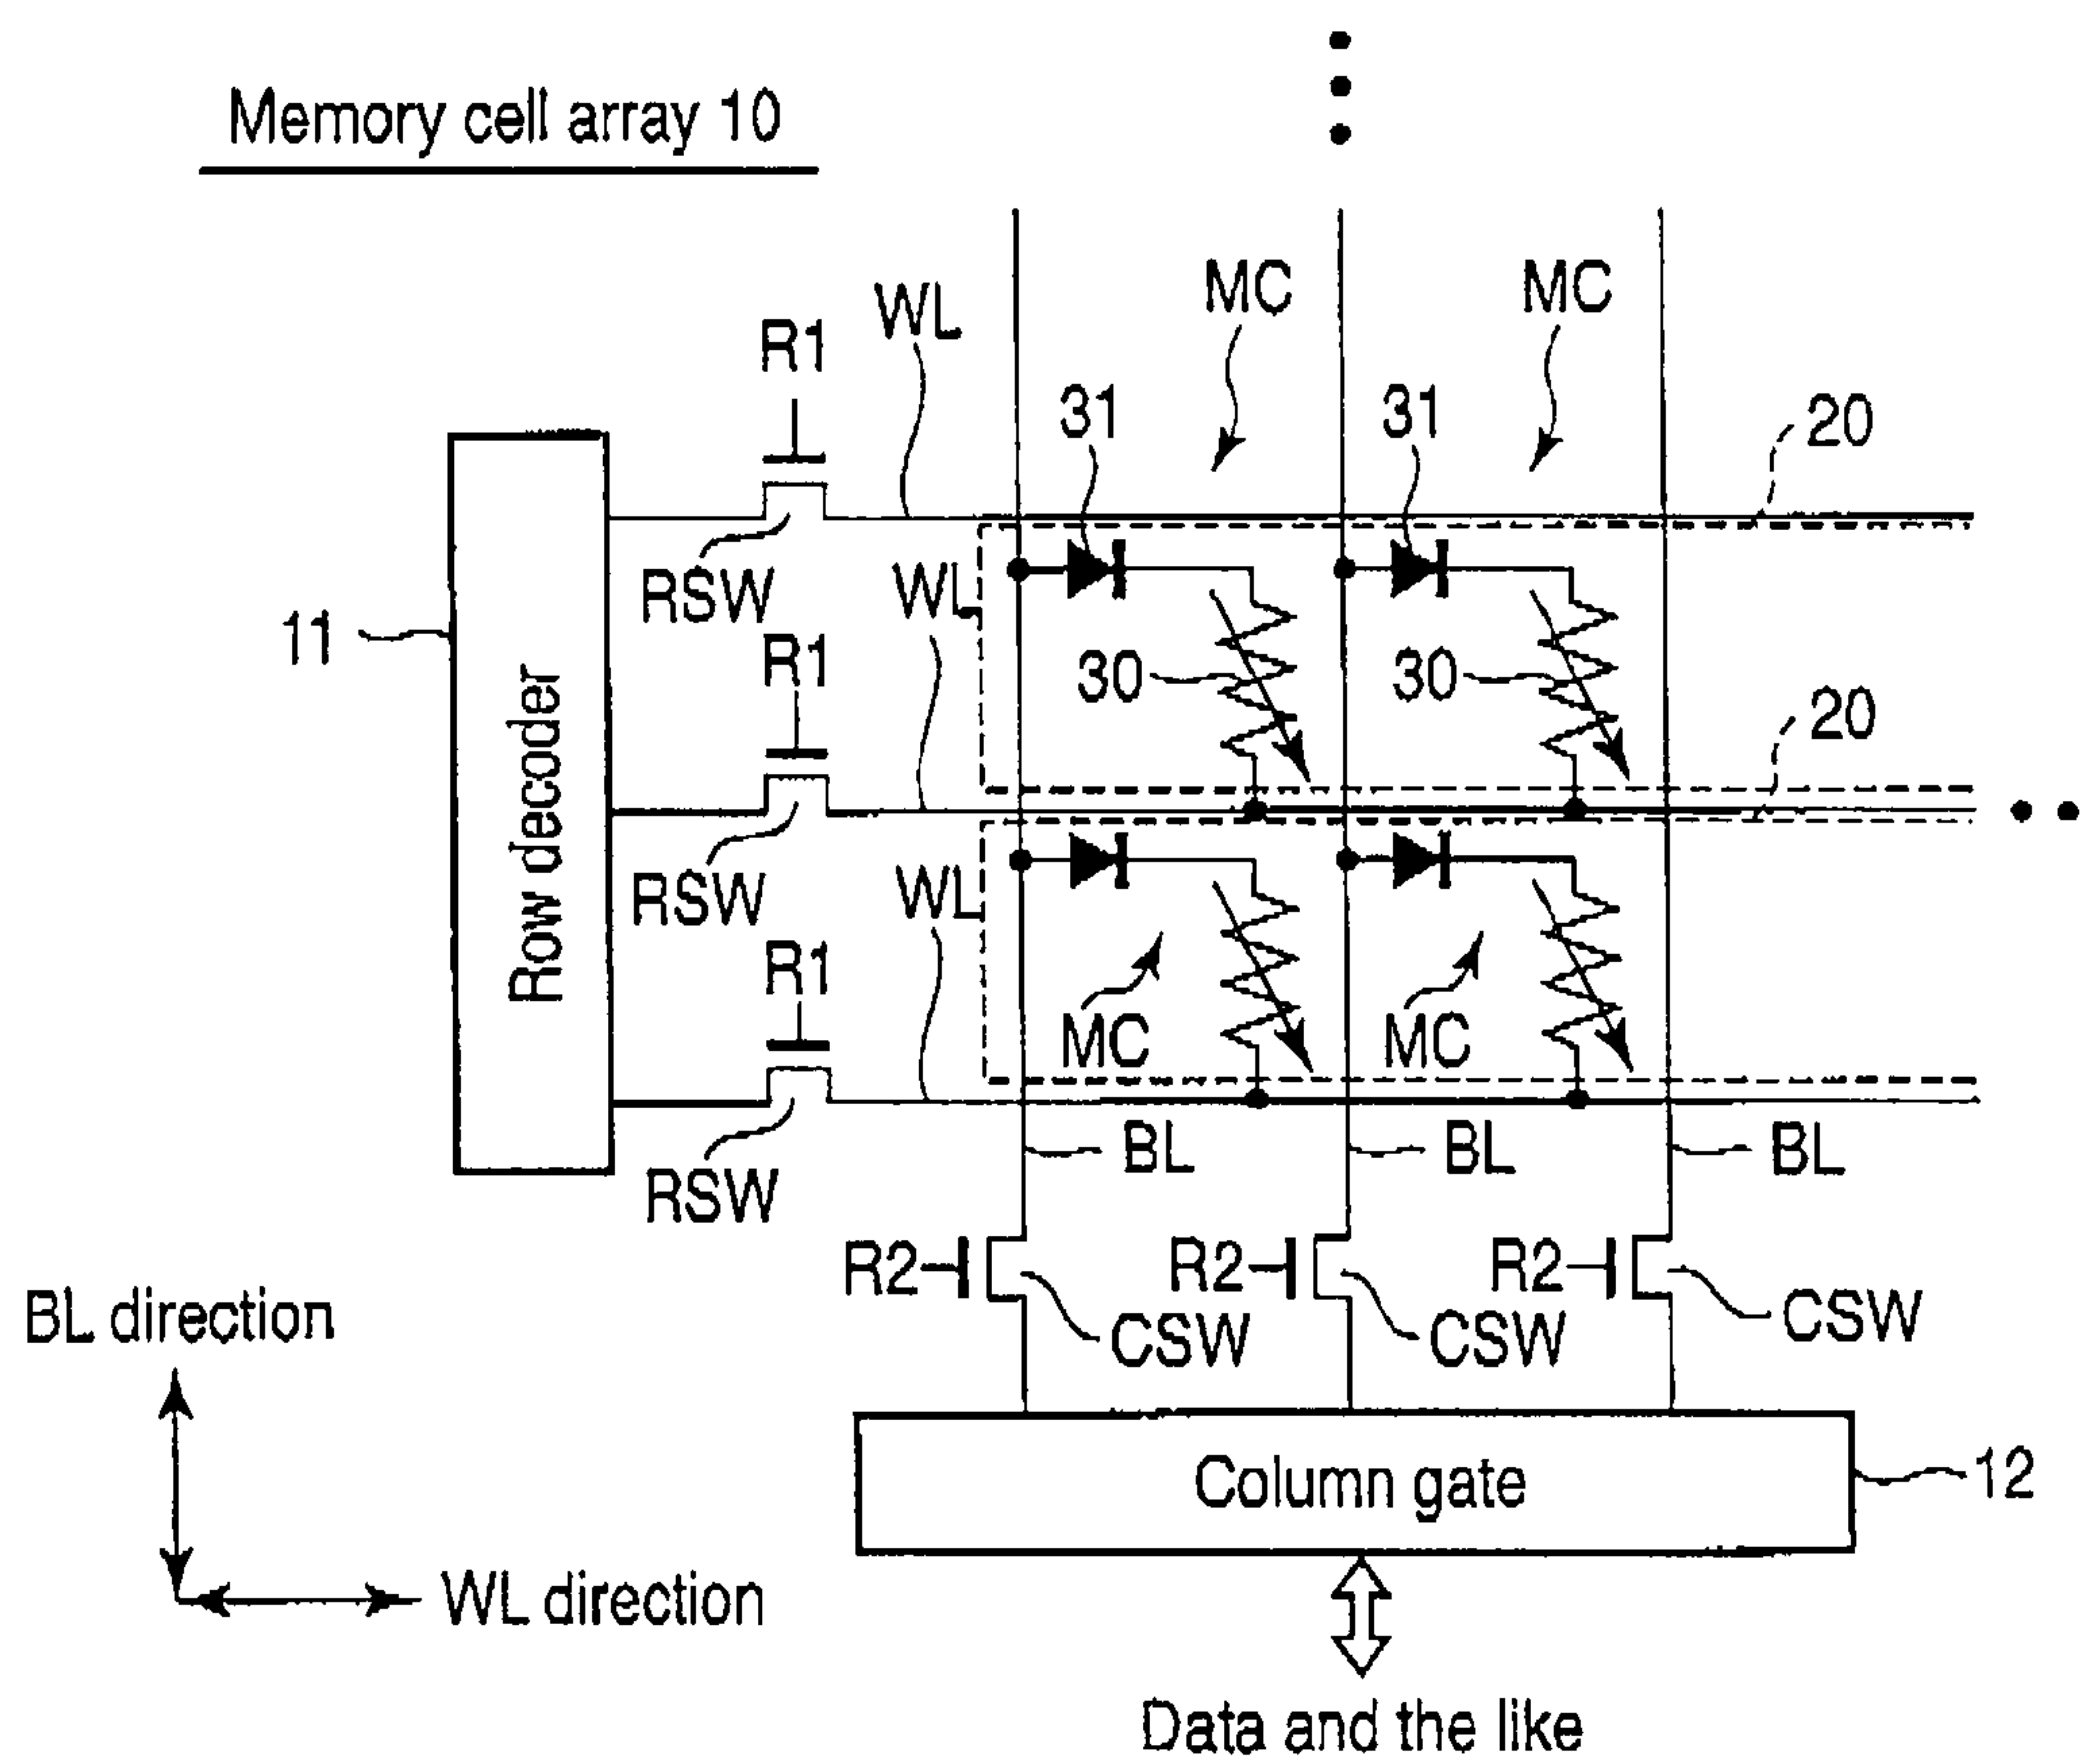 Memory cell array 10
MC
MC
WL
R1
31
31
20
RSW
WL
11
R1
30
30
20
Row decoder
RSW
WL
R1
MC
MC
BL
BL
BL
RSW
R2
R2
R2
CSW
CSW
CSW
BL direction
Column gate
12
WL direction
Data and the like